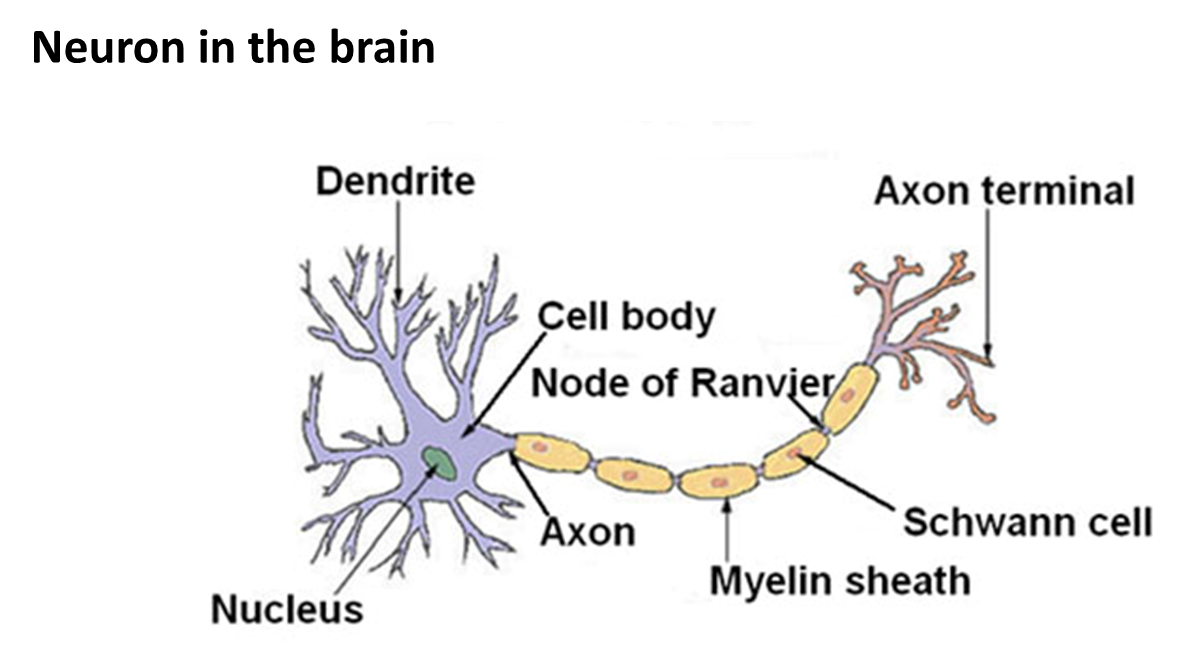 Neuron in the brain
Dendrite
Axon terminal
Cell body
Node of Ranvier
Axon
Schwann cell
Myelin sheath
Nucleus